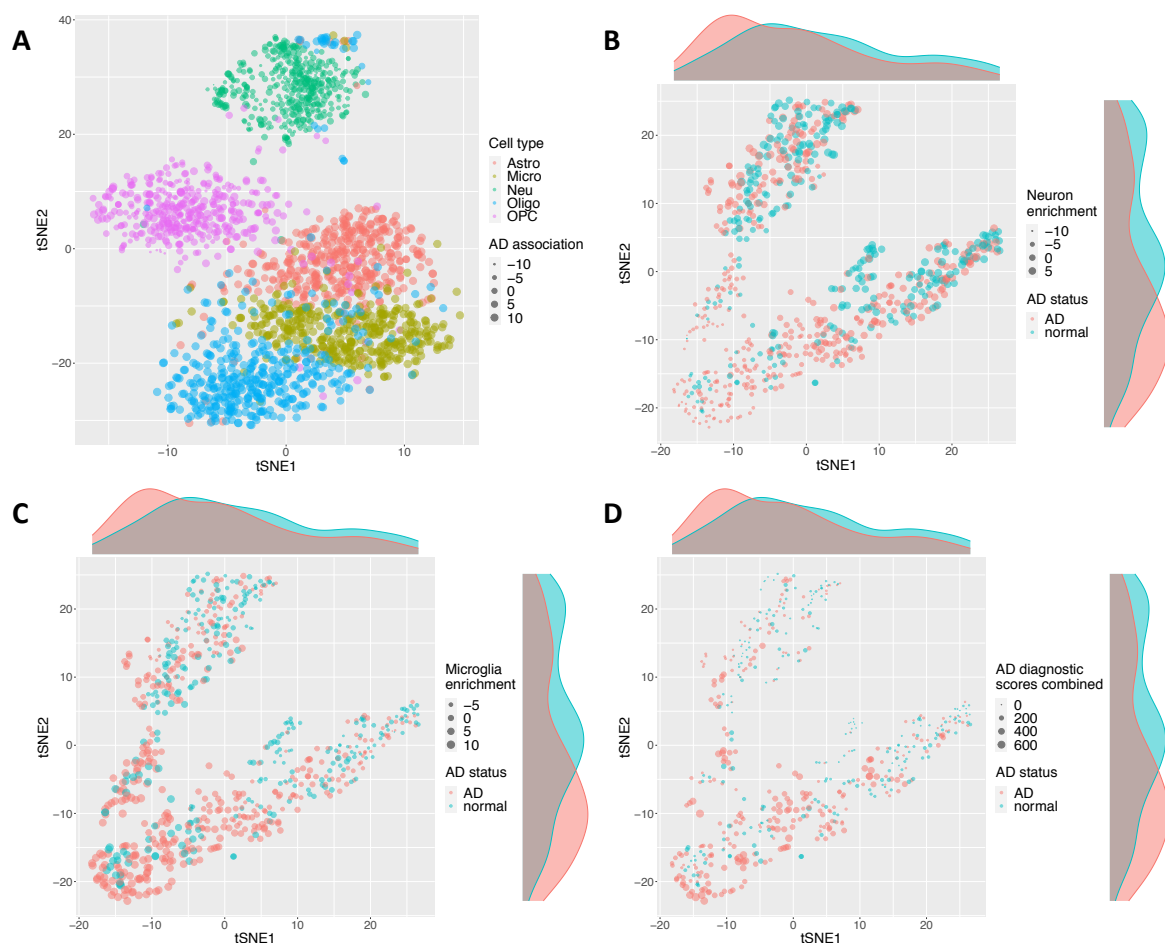 A
40
20
0
−20
−10
0
10
tSNE1
tSNE2
Cell type
Astro
Micro
Neu
Oligo
OPC
AD association
−10
−5
0
5
10
B
20
10
0
−10
−20
−20
−10
0
10
20
tSNE1
tSNE2
Neuron
enrichment
−10
−5
0
5
AD status
AD
normal
C
20
10
0
−10
−20
−20
−10
0
10
20
tSNE1
tSNE2
Microglia
enrichment
−5
0
5
10
AD status
AD
normal
D
20
10
0
−10
−20
−20
−10
0
10
20
tSNE1
tSNE2
AD diagnostic
scores combined
0
200
400
600
AD status
AD
normal